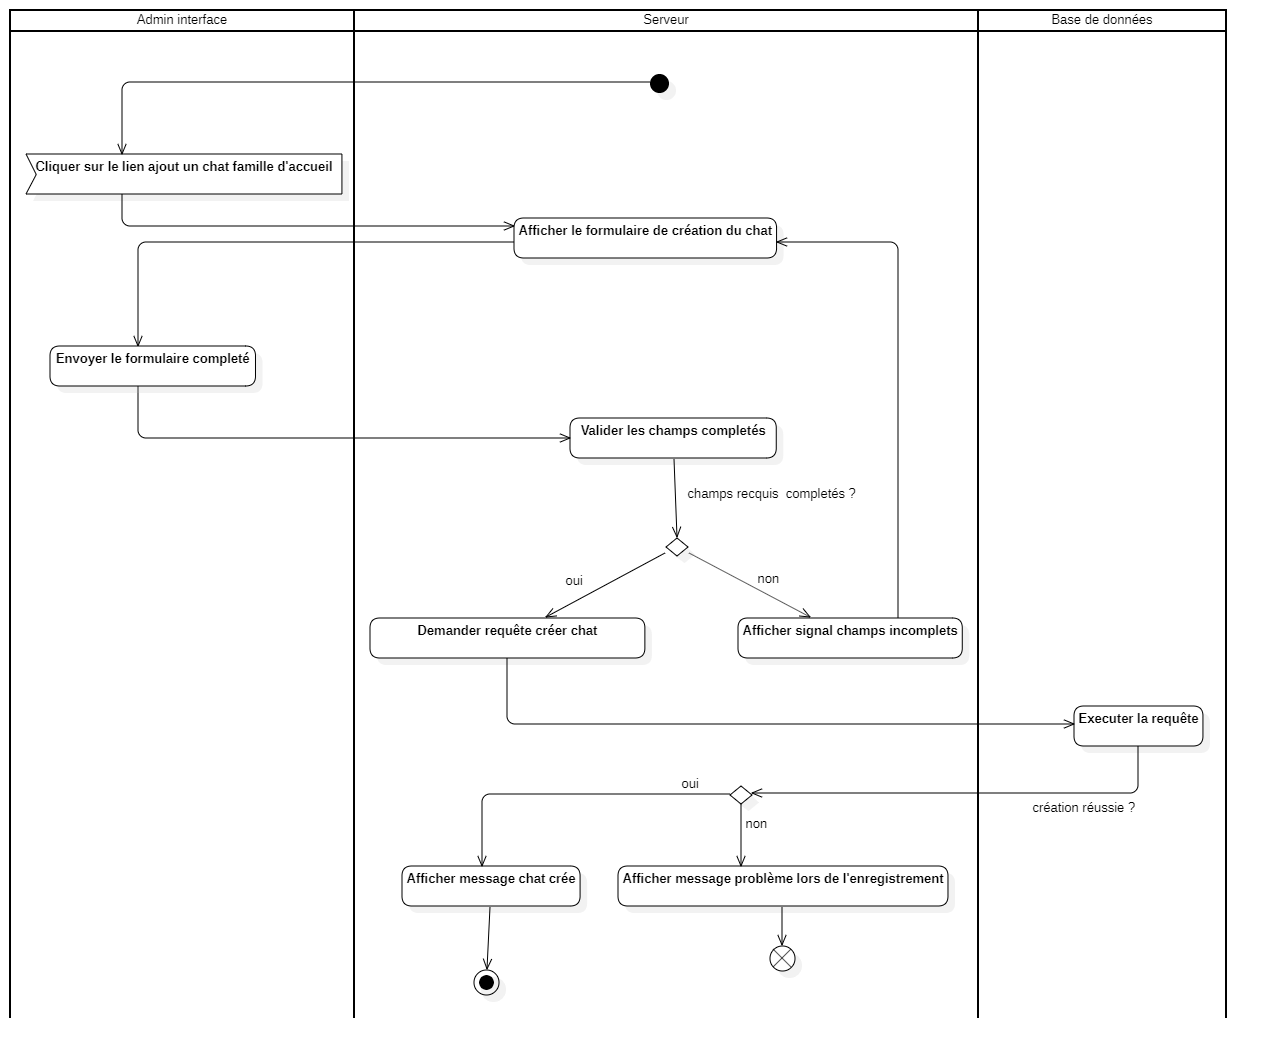 Admin interface
Serveur
Base de données
Cliquer sur le lien ajout un chat famille d'accueil
Afficher le formulaire de création du chat
Envoyer le formulaire completé
Valider les champs completés
champs recquis  completés ?
oui
non
Demander requête créer chat
Afficher signal champs incomplets
Executer la requête
oui
création réussie ?
non
Afficher message chat crée
Afficher message problème lors de l'enregistrement